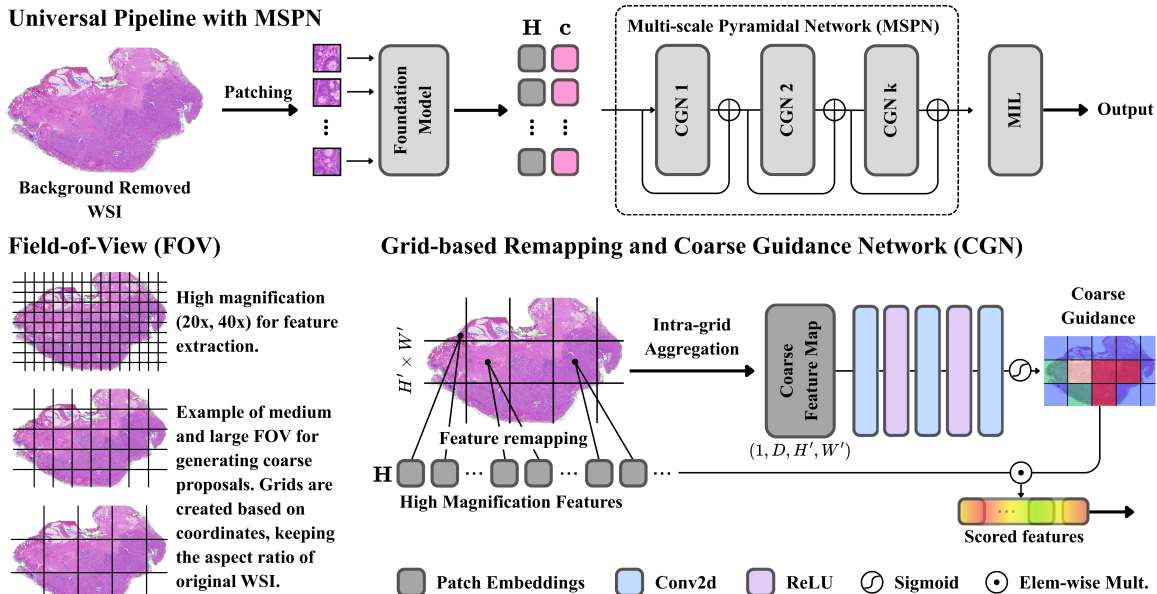 Universal Pipeline with MSPN
Patching
Background Removed
WSI
Foundation
Model
H c
Multi-scale Pyramidal Network (MSPN)
CGN 1
CGN 2
CGN k
MIL
Output
Field-of-View (FOV)
High magnification
(20x, 40x) for feature
extraction.
Example of medium
and large FOV for
generating coarse
proposals. Grids are
created based on
coordinates, keeping
the aspect ratio of
original WSI.
Grid-based Remapping and Coarse Guidance Network (CGN)
H' × W'
Feature remapping
H
High Magnification Features
Intra-grid
Aggregation
Coarse
Feature Map
(1, D, H', W')
Coarse
Guidance
Scored features
Patch Embeddings
Conv2d
ReLU
Sigmoid
Elem-wise Mult.